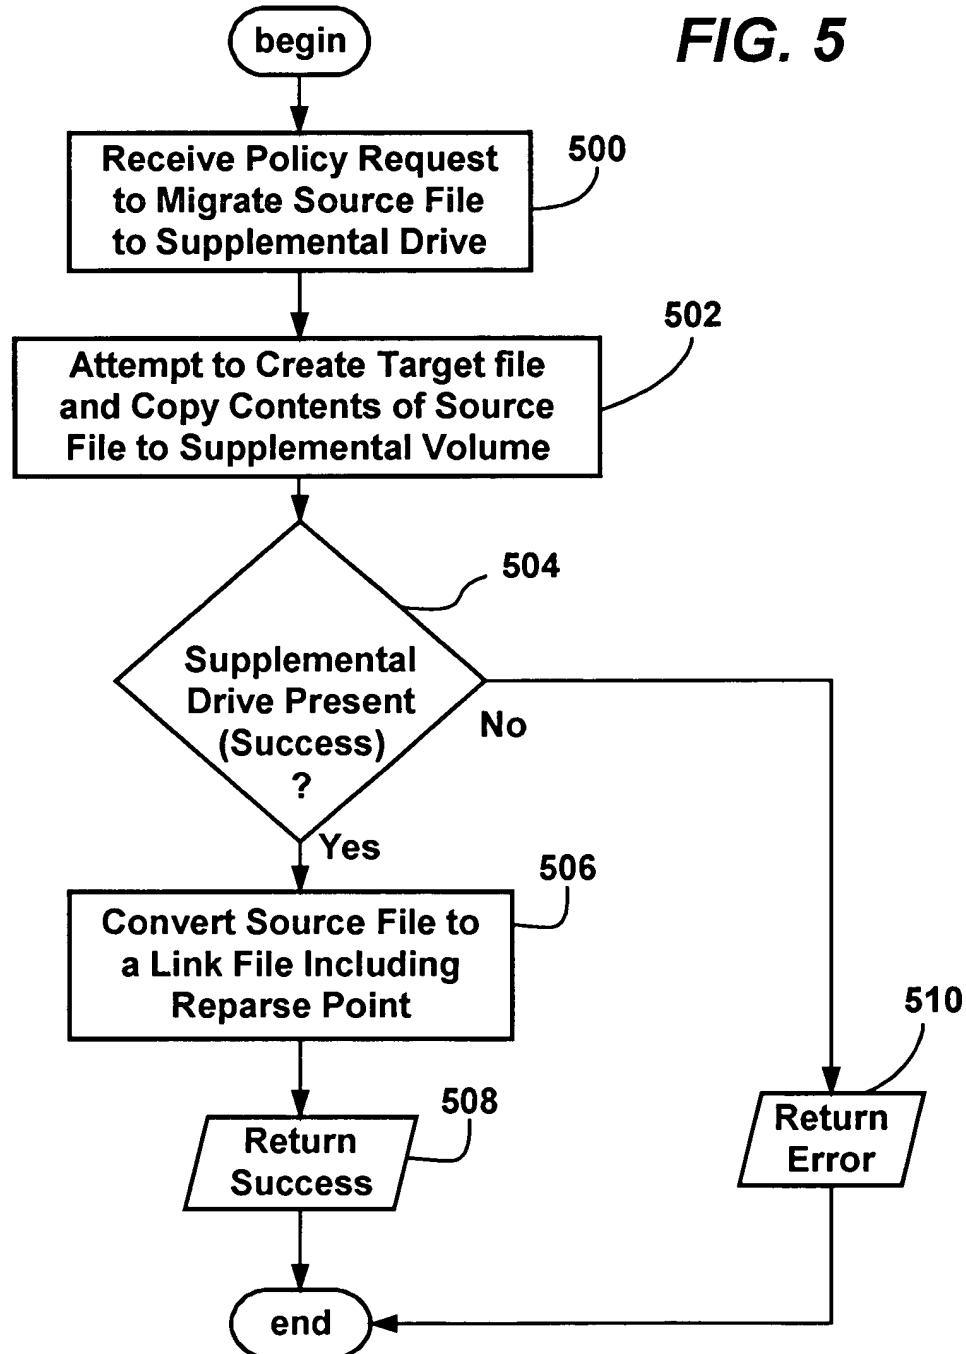 begin
FIG. 5
Receive Policy Request
to Migrate Source File
to Supplemental Drive
500
Attempt to Create Target file
and Copy Contents of Source
File to Supplemental Volume
502
504
Supplemental
Drive Present
(Success)
?
No
Yes
506
Convert Source File to
a Link File Including
Reparse Point
510
508
Return
Success
Return
Error
end